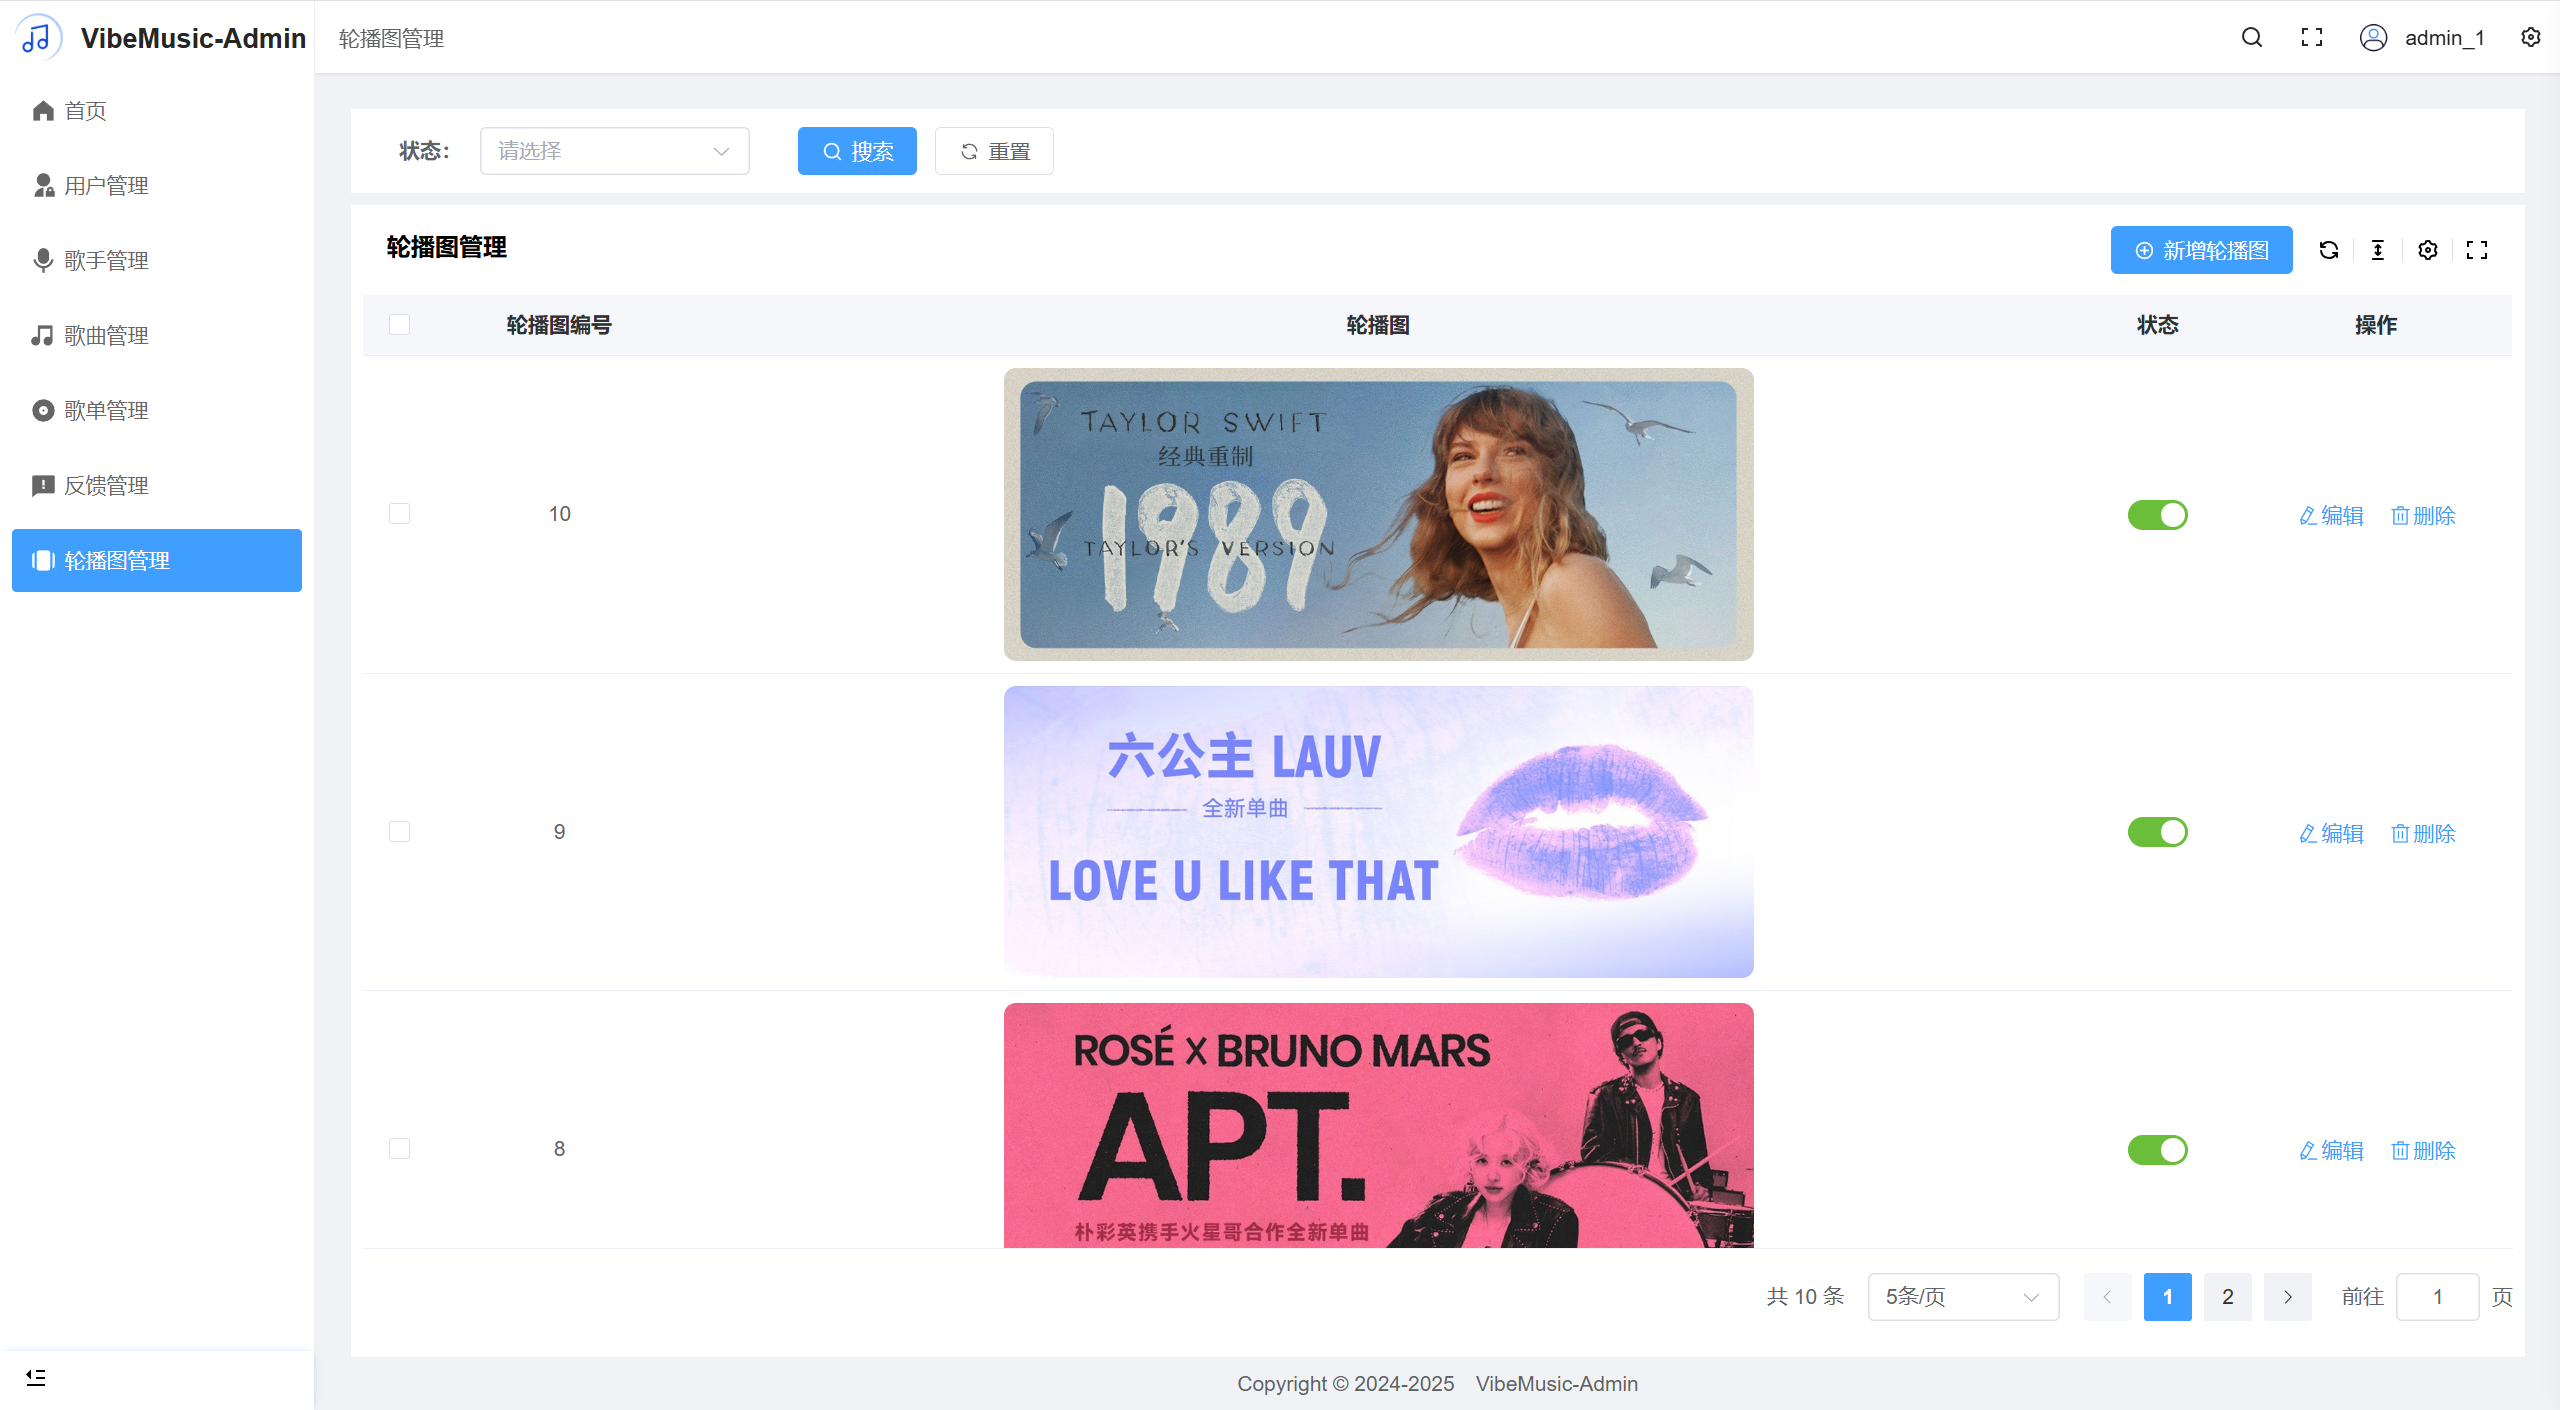 VibeMusic-Admin
轮播图管理
admin_1
首页
用户管理
歌手管理
歌曲管理
歌单管理
反馈管理
轮播图管理
状态：
请选择
搜索
重置
轮播图管理
新增轮播图
轮播图编号
轮播图
状态
操作
10
TAYLOR SWIFT
经典重制
1989
TAYLOR'S VERSION
编辑
删除
9
六公主 LAUV
全新单曲
LOVE U LIKE THAT
编辑
删除
8
ROSÉ X BRUNO MARS
APT.
朴彩英携手火星哥合作全新单曲
编辑
删除
共 10 条
5条/页
1
2
前往
1
页
Copyright © 2024-2025 VibeMusic-Admin